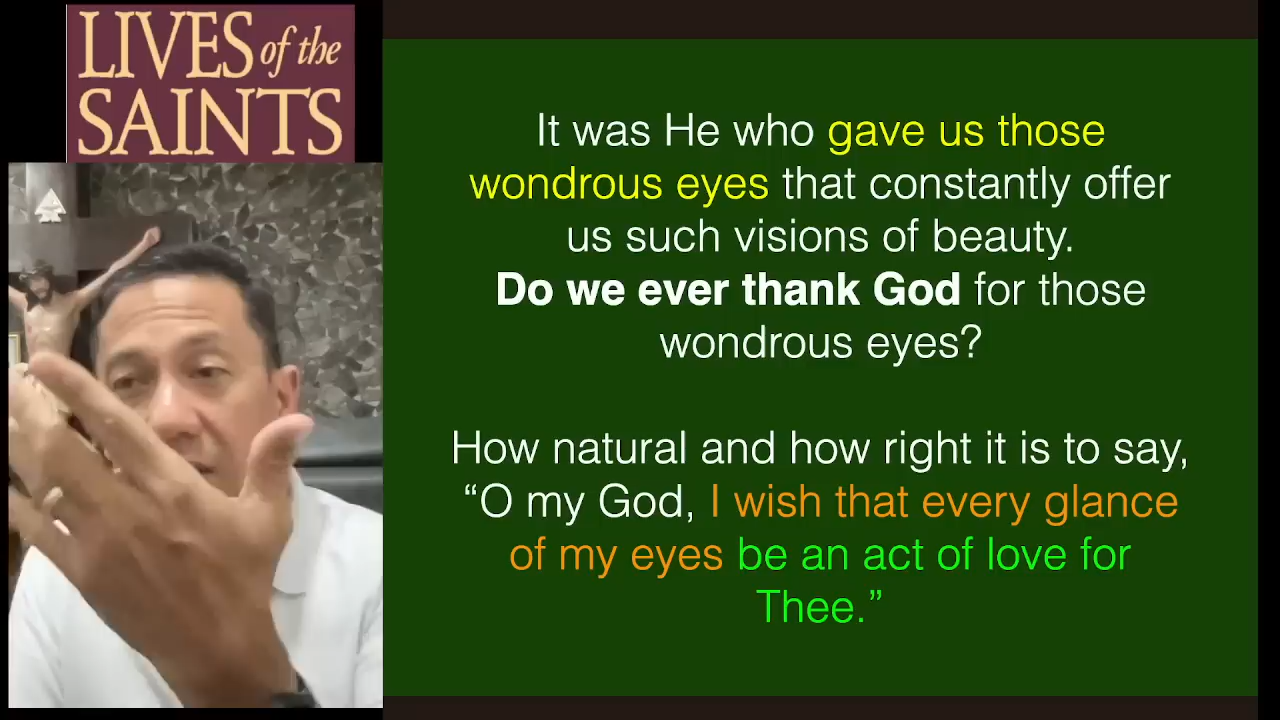 LIVES of the
SAINTS
It was He who gave us those
wondrous eyes that constantly offer
us such visions of beauty.
Do we ever thank God for those
wondrous eyes?
How natural and how right it is to say,
“O my God, I wish that every glance
of my eyes be an act of love for
Thee.”